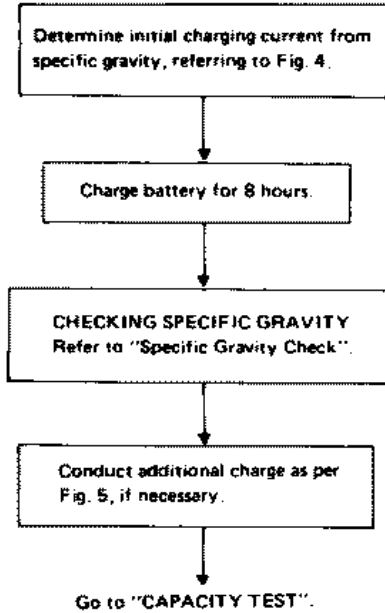 Determine initial charging current from
specific gravity, referring to Fig. 4.
Charge battery for 8 hours.
CHECKING SPECIFIC GRAVITY
Refer to "Specific Gravity Check".
Conduct additional charge as per
Fig. 5, if necessary.
Go to "CAPACITY TEST".